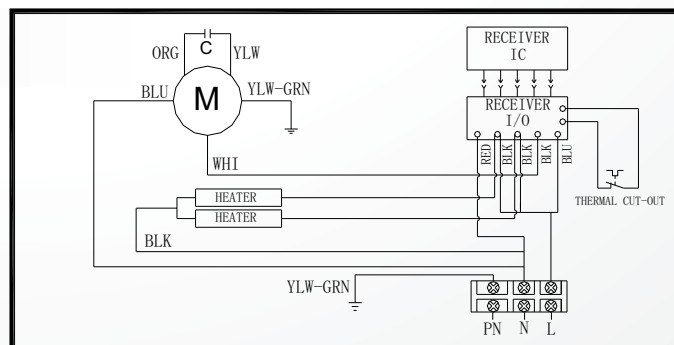 RECEIVER
IC
ORG
C
YLW
BLU
M
YLW-GRN
RECEIVER
I/O
RED
BLK
BLK
BLK
BLU
WHI
THERMAL CUT-OUT
HEATER
HEATER
BLK
YLW-GRN
PN N L